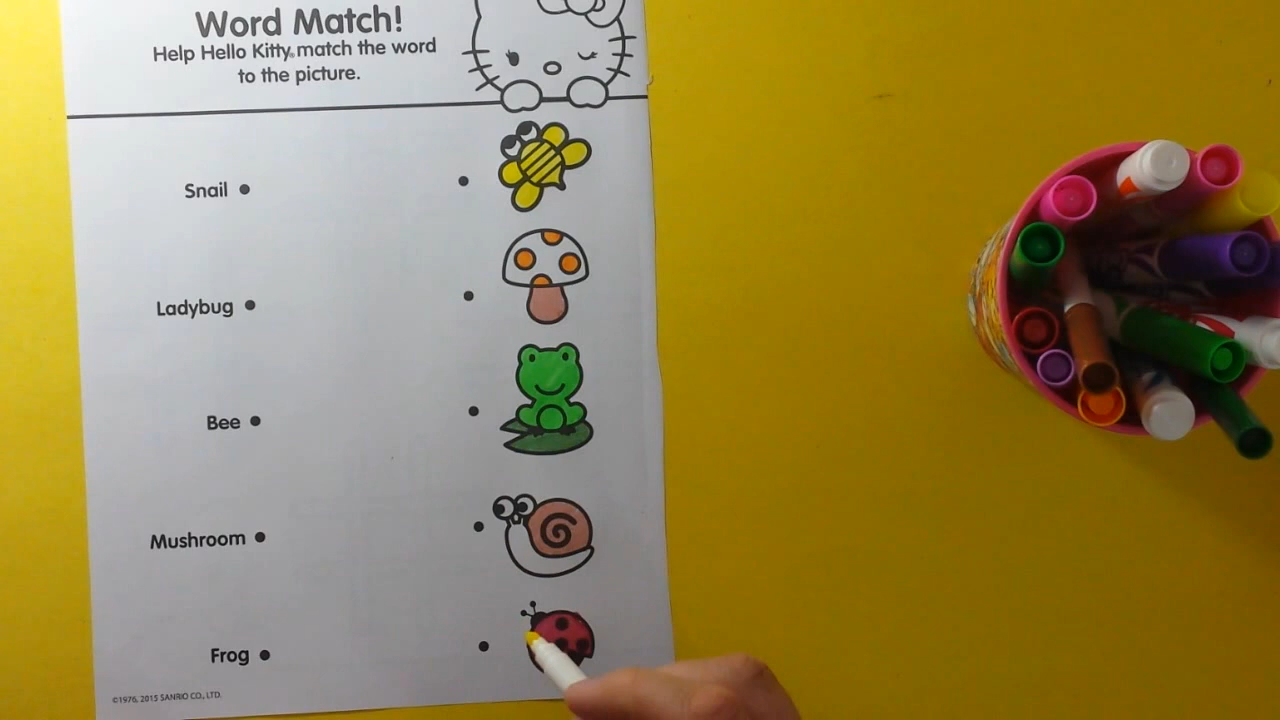 Word Match!
Help Hello Kitty® match the word
to the picture.
Snail
Ladybug
Bee
Mushroom
Frog
©1976, 2015 SANRIO CO., LTD.